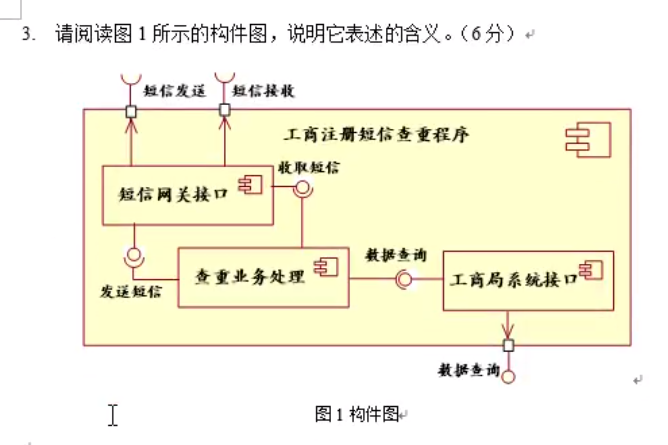 3. 请阅读图 1 所示的构件图，说明它表述的含义。（6 分）
短信发送 短信接收
工商注册短信查重程序
收取短信
短信网关接口
数据查询
查重业务处理
工商局系统接口
发送短信
数据查询
图 1 构件图